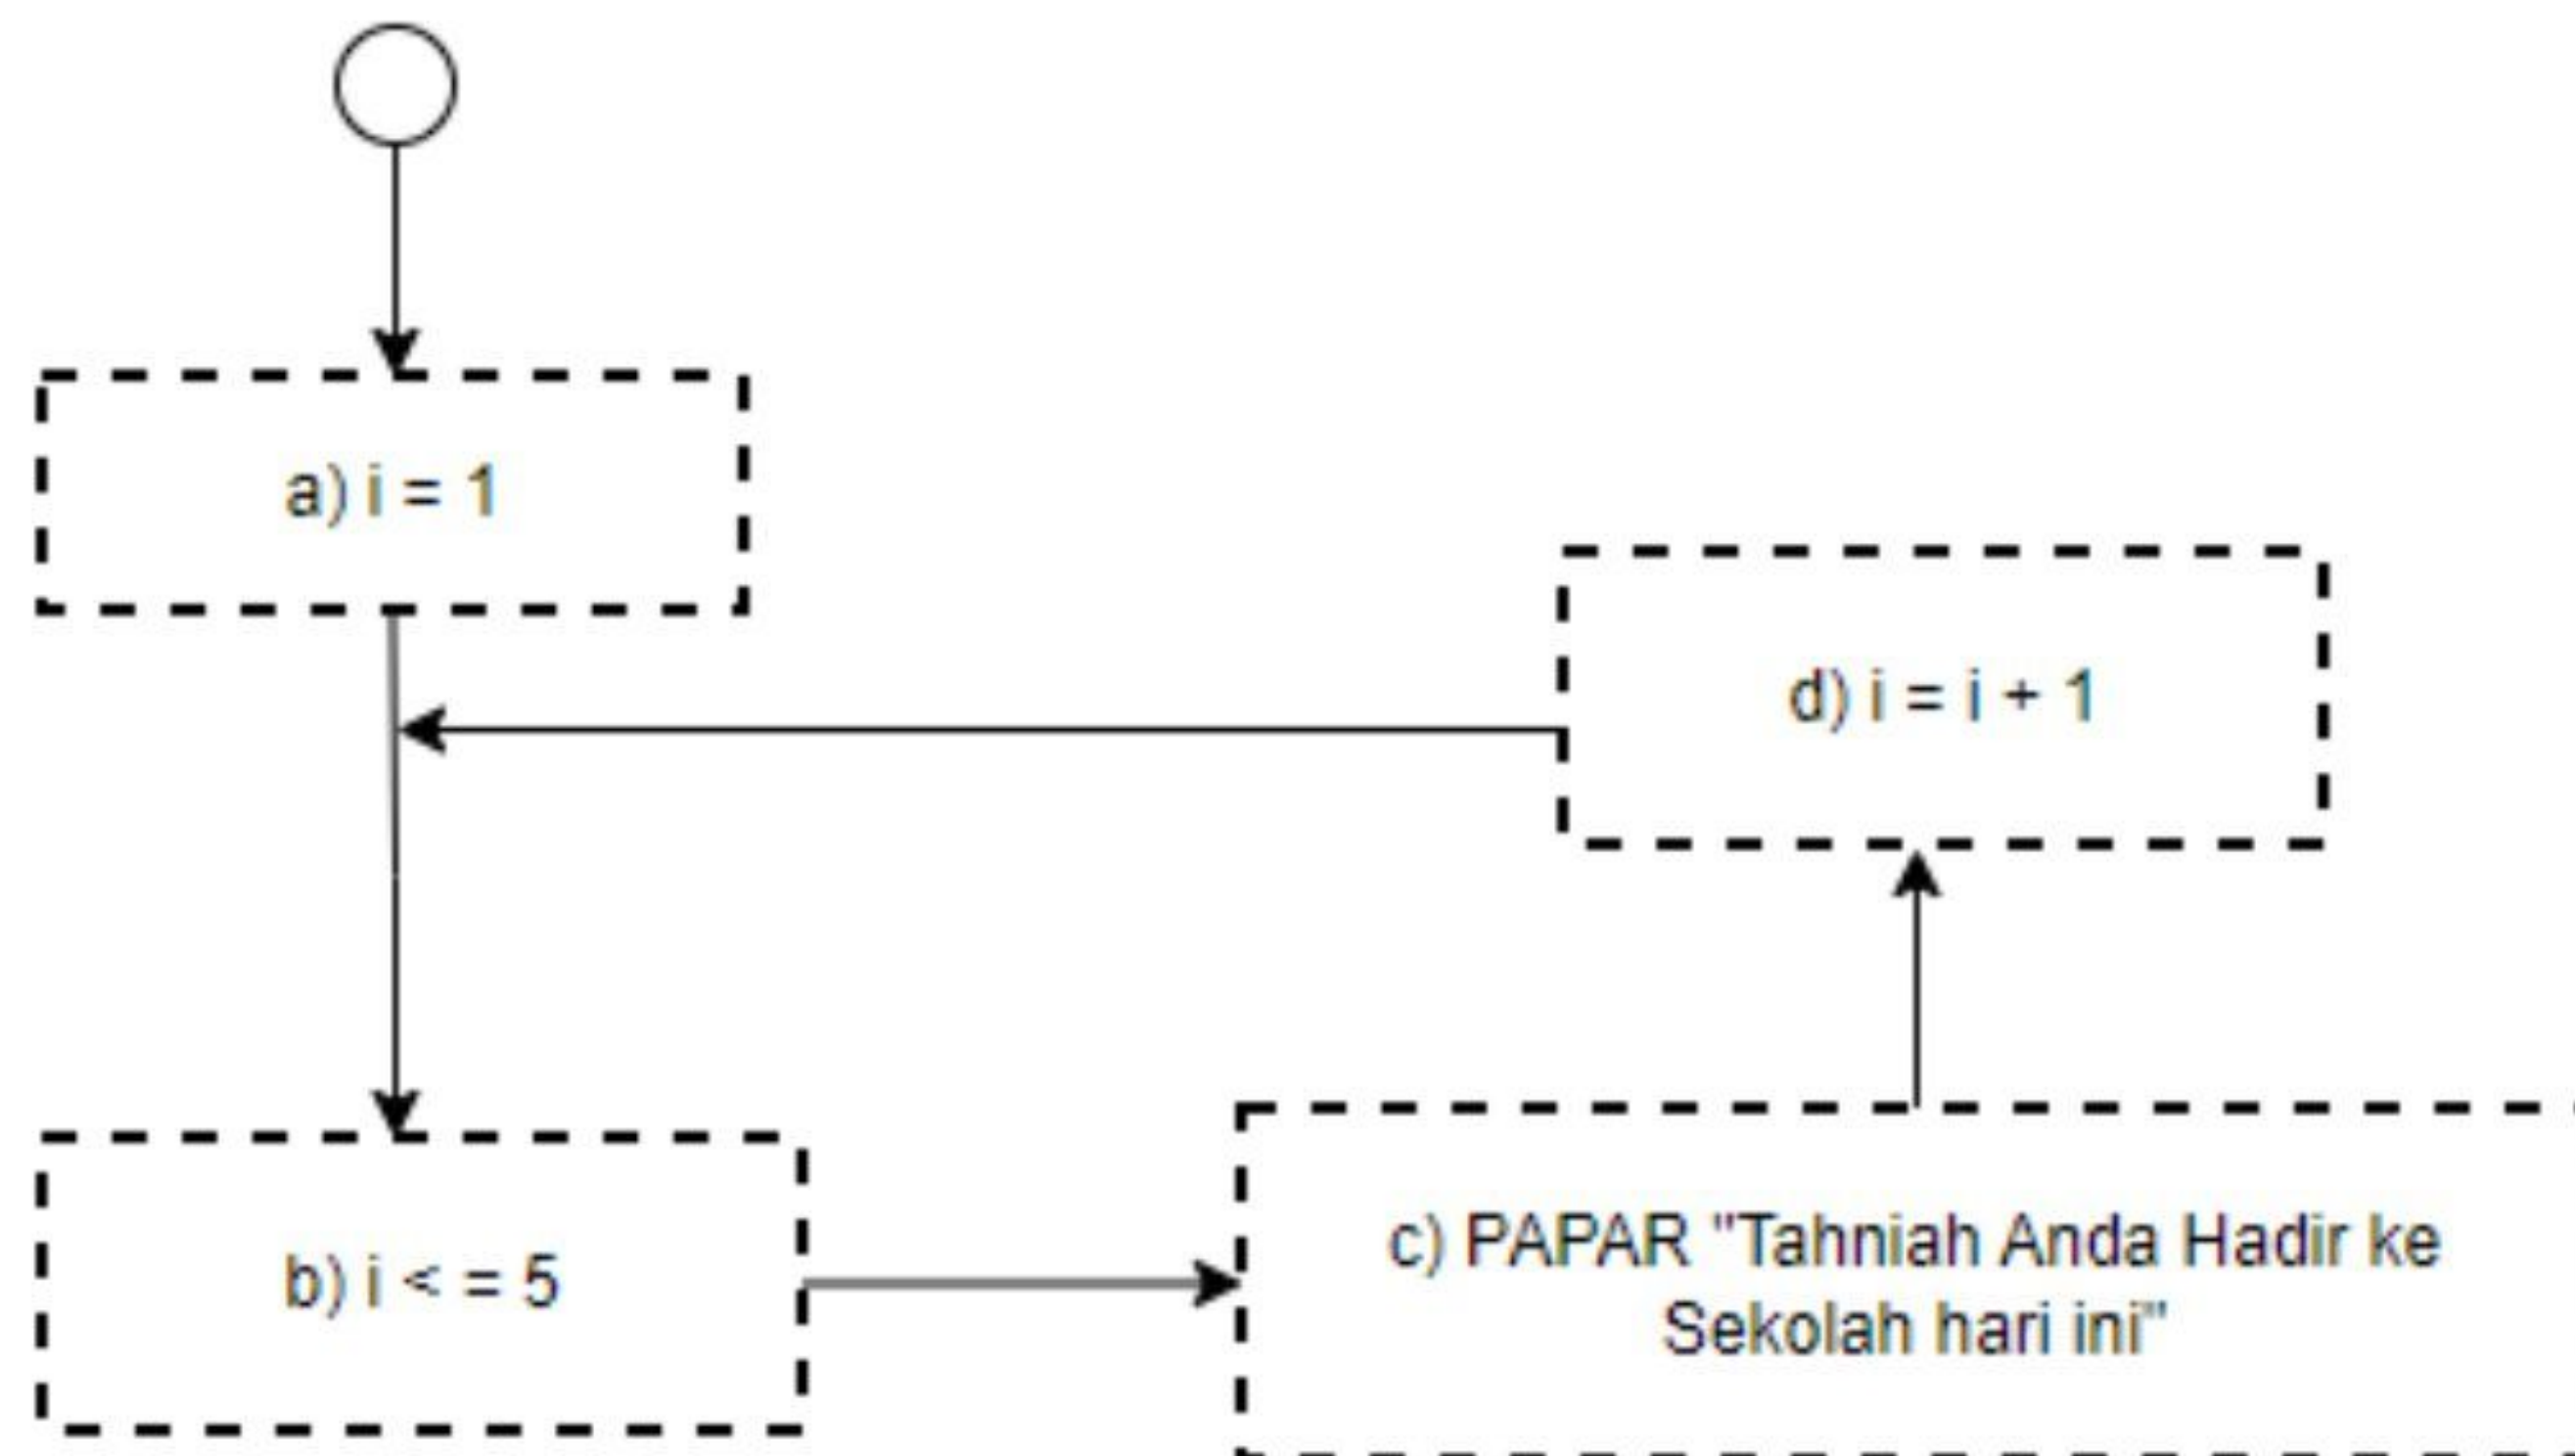 a) i = 1
d) i = i + 1
b) i < = 5
c) PAPAR "Tahniah Anda Hadir ke
Sekolah hari ini"